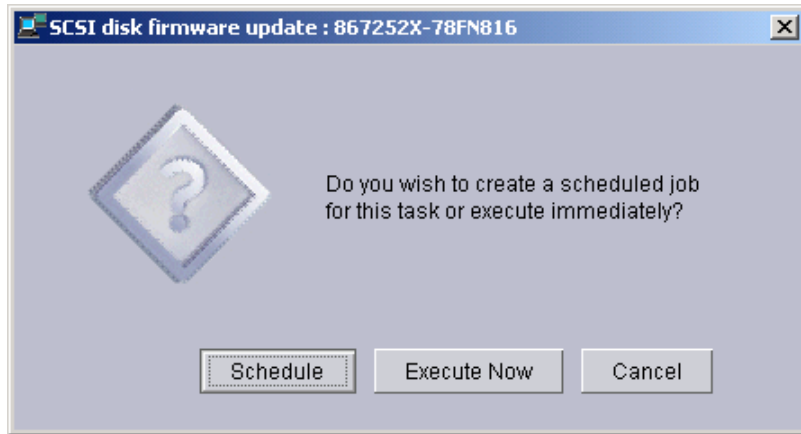 SCSI disk firmware update : 867252X-78FN816
Do you wish to create a scheduled job
for this task or execute immediately?
Schedule Execute Now Cancel